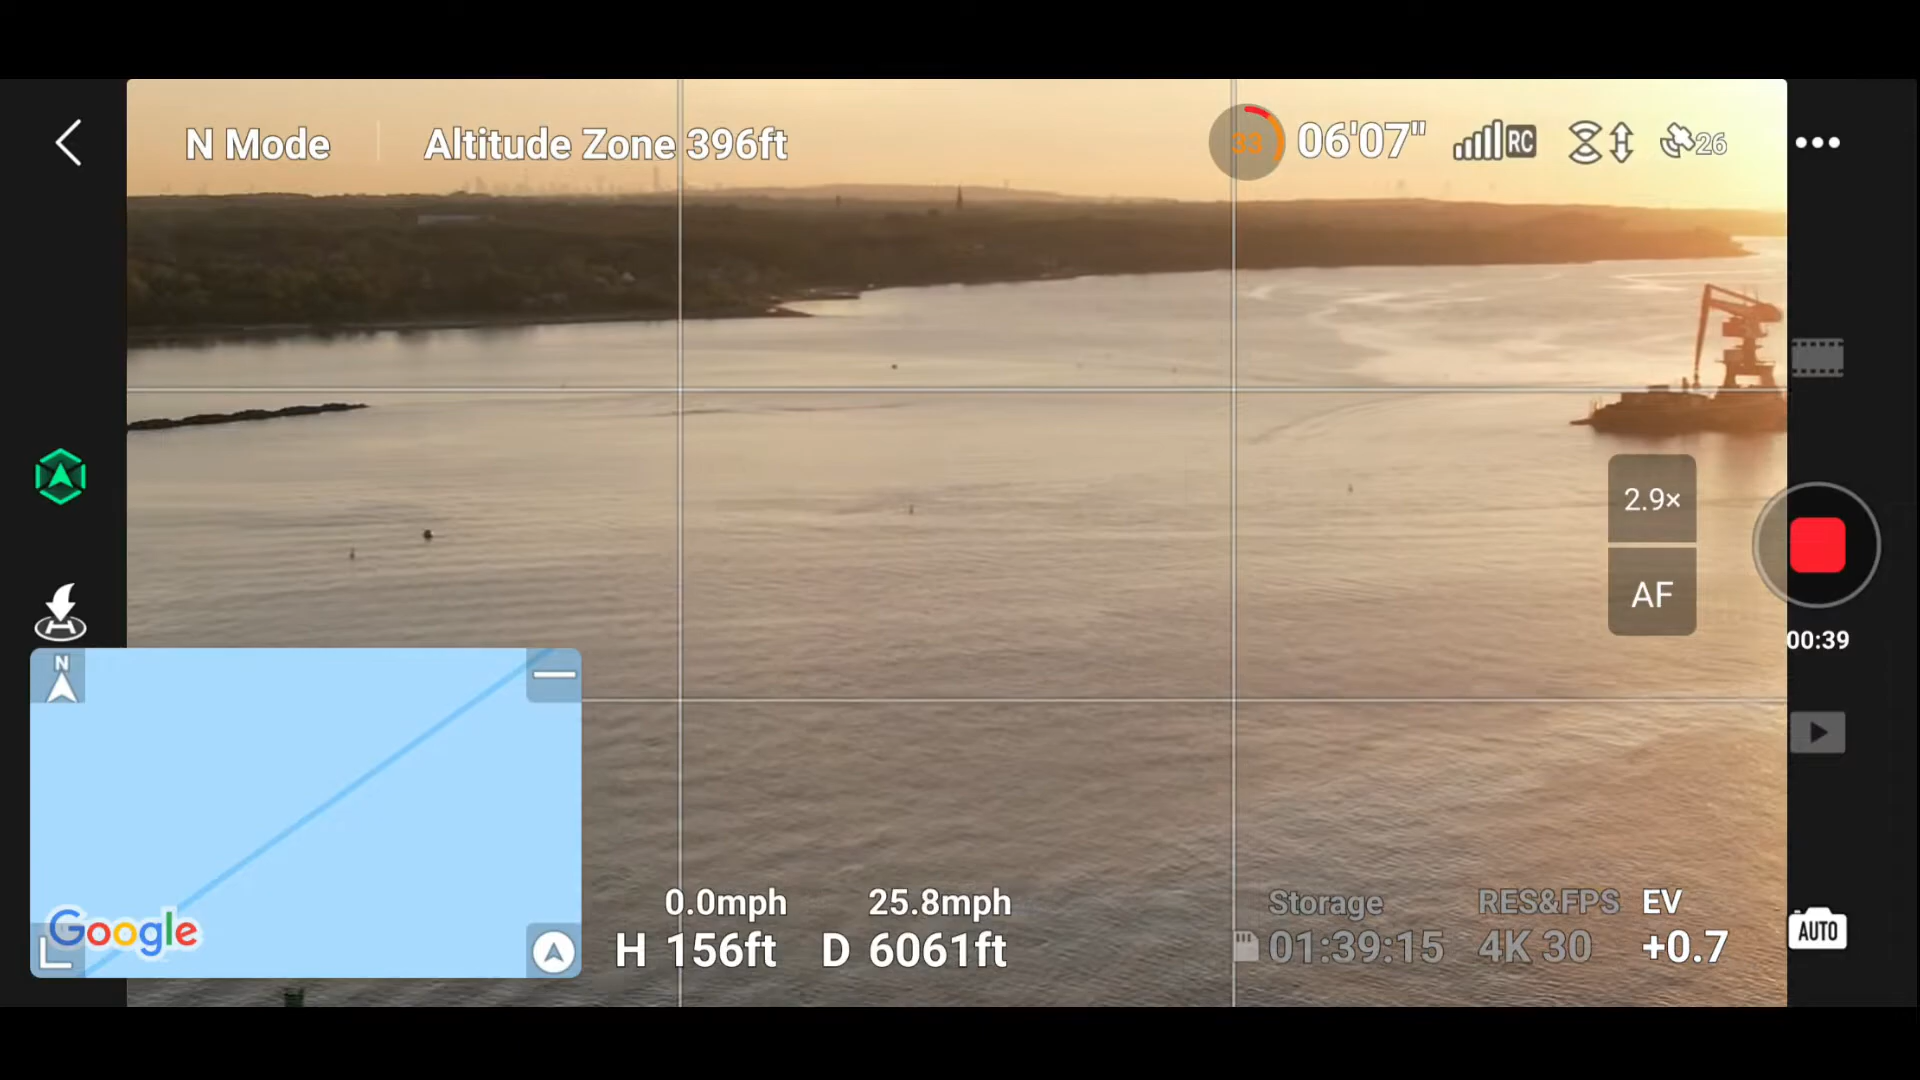 N Mode
Altitude Zone 396ft
33
06'07"
RC
26
2.9×
AF
00:39
N
Google
0.0mph
25.8mph
H 156ft
D 6061ft
Storage
01:39:15
RES&FPS
4K 30
EV
+0.7
AUTO